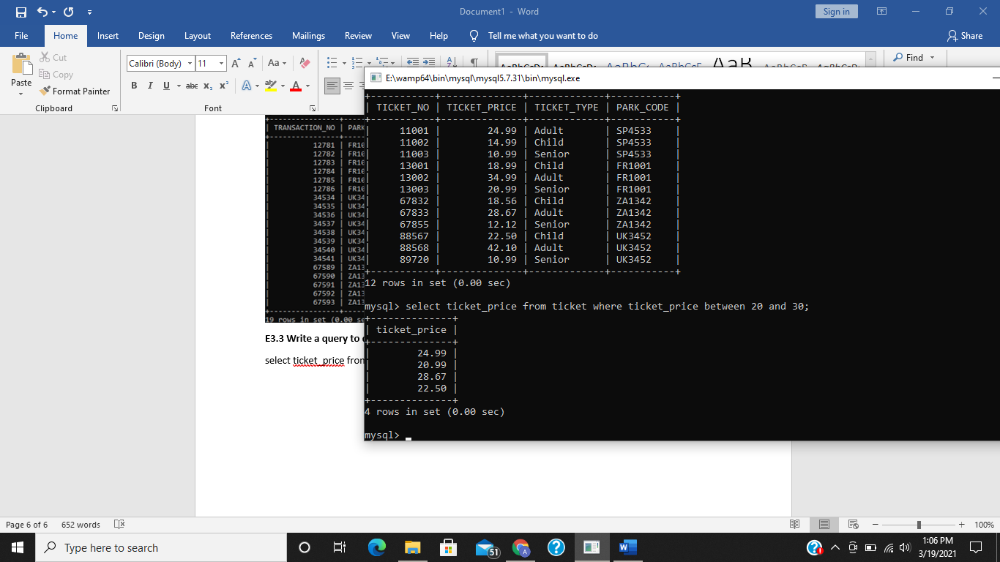 Document1 - Word
Sign in
File Home Insert Design Layout References Mailings Review View Help Tell me what you want to do Share
Paste
Cut
Copy
Format Painter
Clipboard
Calibri (Body) 11
Font
Find
E:\wamp64\bin\mysql\mysql5.7.31\bin\mysql.exe
+-----------+--------------+-------------+-----------+
| TICKET_NO | TICKET_PRICE | TICKET_TYPE | PARK_CODE |
+-----------+--------------+-------------+-----------+
| 11001 | 24.99 | Adult | SP4533 |
| 11002 | 14.99 | Child | SP4533 |
| 11003 | 10.99 | Senior | SP4533 |
| 13001 | 18.99 | Child | FR1001 |
| 13002 | 34.99 | Adult | FR1001 |
| 13003 | 20.99 | Senior | FR1001 |
| 67832 | 18.56 | Child | ZA1342 |
| 67833 | 28.67 | Adult | ZA1342 |
| 67855 | 12.12 | Senior | ZA1342 |
| 88567 | 22.50 | Child | UK3452 |
| 88568 | 42.10 | Adult | UK3452 |
| 89720 | 10.99 | Senior | UK3452 |
+-----------+--------------+-------------+-----------+
12 rows in set (0.00 sec)
mysql> select ticket_price from ticket where ticket_price between 20 and 30;
+--------------+
| ticket_price |
+--------------+
| 24.99 |
| 20.99 |
| 28.67 |
| 22.50 |
+--------------+
4 rows in set (0.00 sec)
mysql>
| TRANSACTION_NO | PARK
| 12781 | FR10
| 12782 | FR10
| 12783 | FR10
| 12784 | FR10
| 12785 | FR10
| 12786 | FR10
| 34534 | UK34
| 34535 | UK34
| 34536 | UK34
| 34537 | UK34
| 34538 | UK34
| 34539 | UK34
| 34540 | UK34
| 34541 | UK34
| 67589 | ZA13
| 67590 | ZA13
| 67591 | ZA13
| 67592 | ZA13
| 67593 | ZA13
19 rows in set (0.00 se
E3.3 Write a query to
select ticket_price from
Page 6 of 6 652 words 100%
Type here to search
51
1:06 PM
3/19/2021